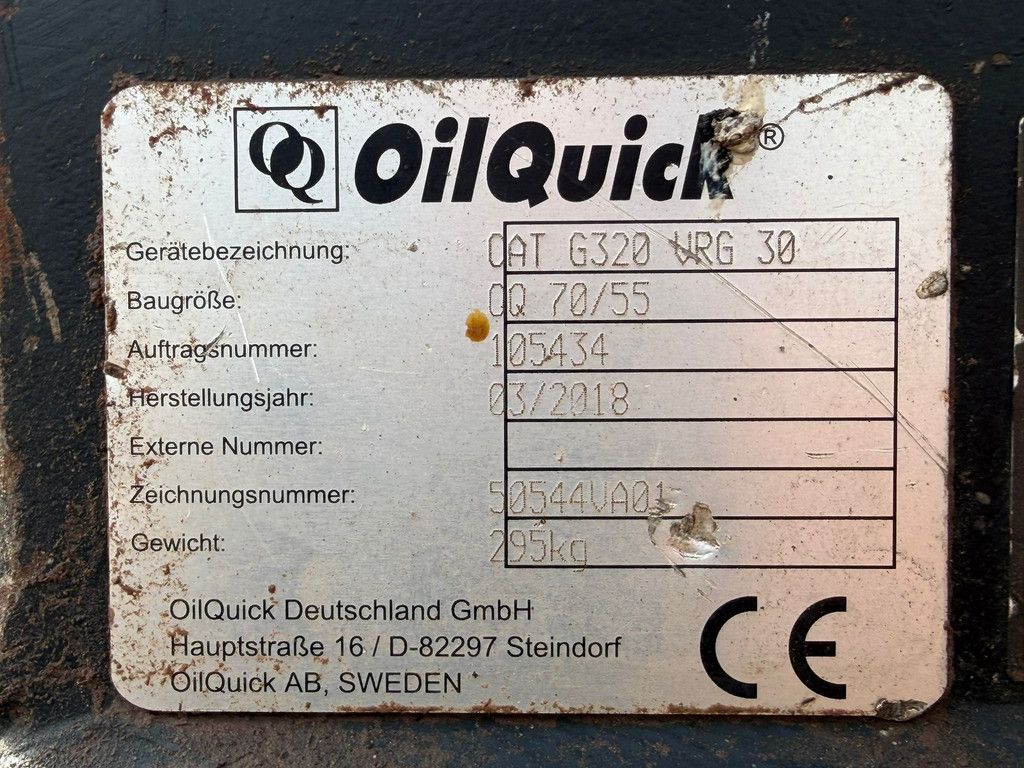 OilQuick®
Gerätebezeichnung: CAT G320 VRG 30
Baugröße: OQ 70/55
Auftragsnummer: 105434
Herstellungsjahr: 03/2018
Externe Nummer:
Zeichnungsnummer: 50544VA01
Gewicht: 295kg
OilQuick Deutschland GmbH
Hauptstraße 16 / D-82297 Steindorf
OilQuick AB, SWEDEN
CE